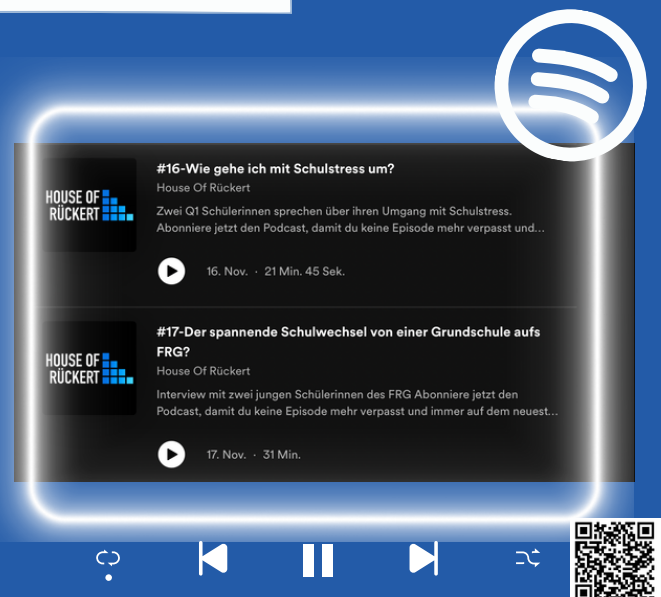 HOUSE OF
RÜCKERT
#16-Wie gehe ich mit Schulstress um?
House Of Rückert
Zwei Q1 Schülerinnen sprechen über ihren Umgang mit Schulstress.
Abonniere jetzt den Podcast, damit du keine Episode mehr verpasst und...
16. Nov. · 21 Min. 45 Sek.
HOUSE OF
RÜCKERT
#17-Der spannende Schulwechsel von einer Grundschule aufs
FRG?
House Of Rückert
Interview mit zwei jungen Schülerinnen des FRG Abonniere jetzt den
Podcast, damit du keine Episode mehr verpasst und immer auf dem neuest...
17. Nov. · 31 Min.